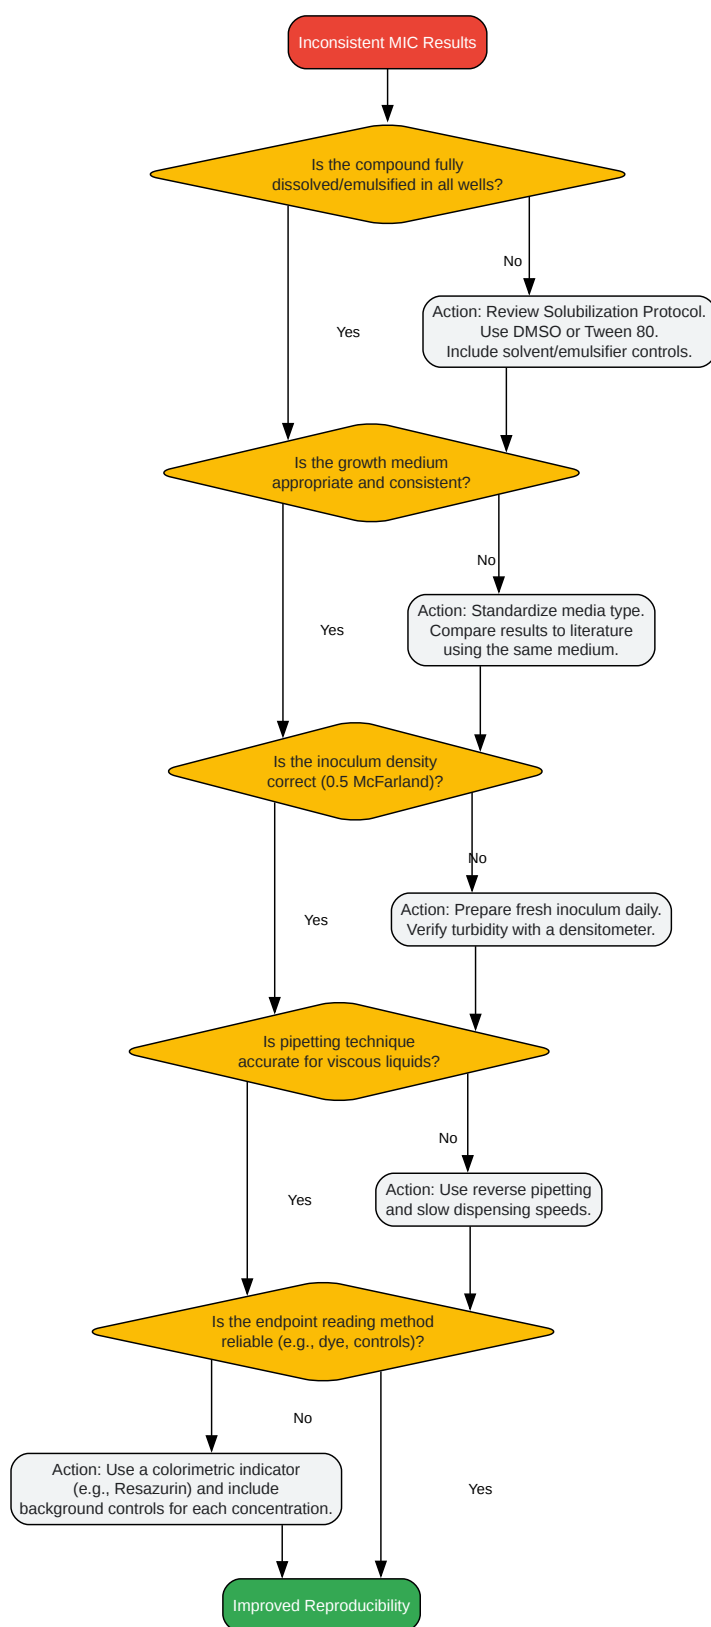 Inconsistent MIC Results
Is the compound fully
dissolved/emulsified in all wells?
No
Action: Review Solubilization Protocol.
Use DMSO or Tween 80.
Include solvent/emulsifier controls.
Yes
Is the growth medium
appropriate and consistent?
No
Action: Standardize media type.
Compare results to literature
using the same medium.
Yes
Is the inoculum density
correct (0.5 McFarland)?
No
Action: Prepare fresh inoculum daily.
Verify turbidity with a densitometer.
Yes
Is pipetting technique
accurate for viscous liquids?
No
Action: Use reverse pipetting
and slow dispensing speeds.
Yes
Is the endpoint reading method
reliable (e.g., dye, controls)?
No
Action: Use a colorimetric indicator
(e.g., Resazurin) and include
background controls for each concentration.
Yes
Improved Reproducibility